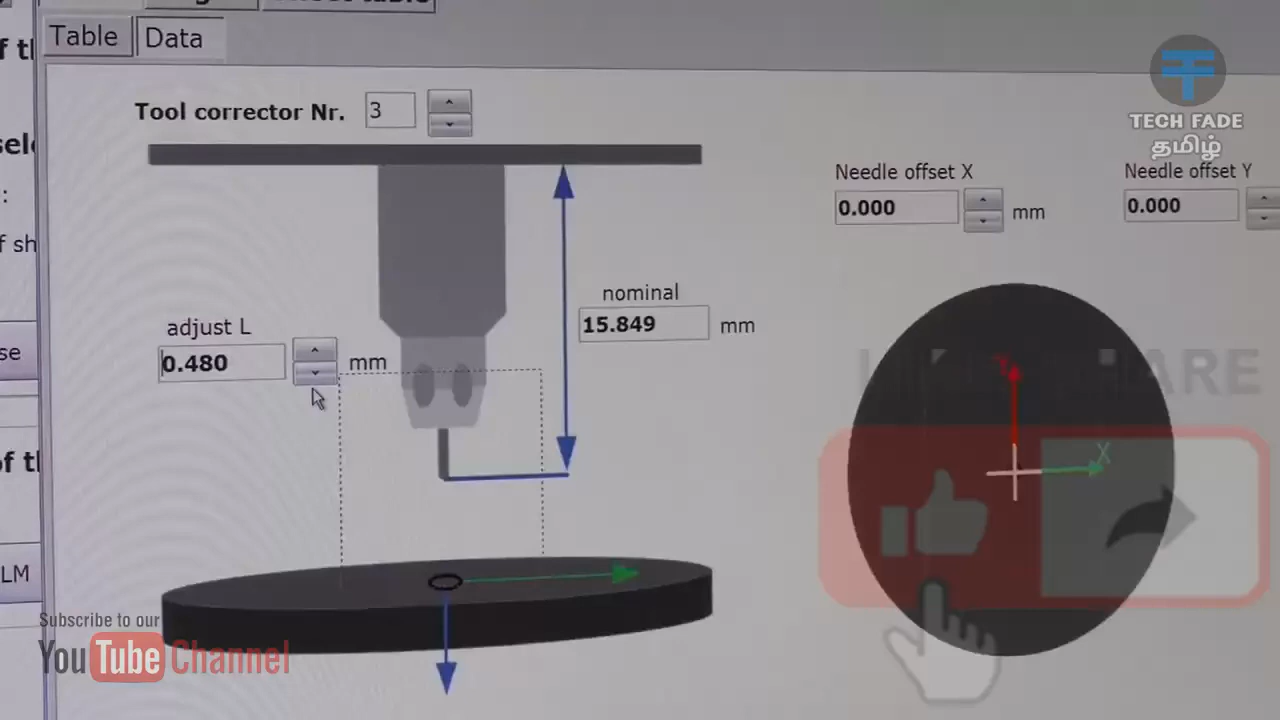 Table
Data
Tool corrector Nr.
3
TECH FADE
தமிழ்
Needle offset X
0.000
mm
Needle offset Y
0.000
nominal
15.849
mm
adjust L
0.480
mm
Y
X
LM
Subscribe to our
YouTube Channel